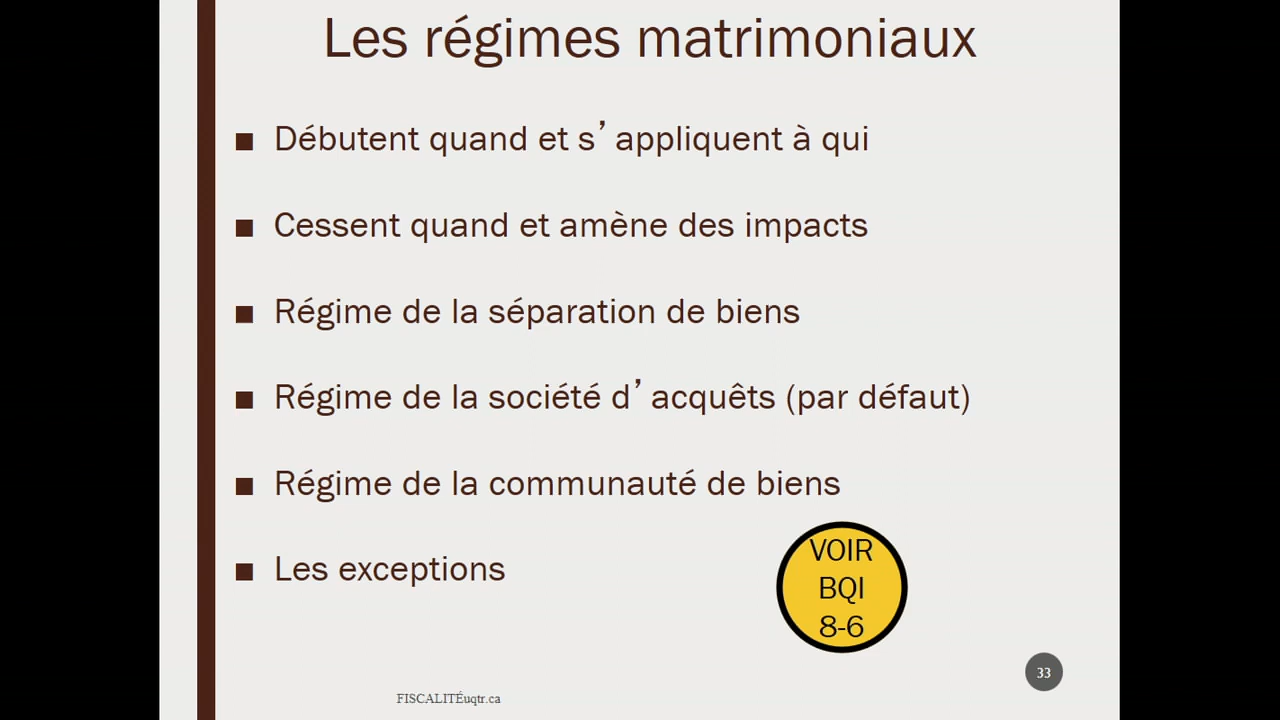 Les régimes matrimoniaux
Débutent quand et s’ appliquent à qui
Cessent quand et amène des impacts
Régime de la séparation de biens
Régime de la société d’ acquêts (par défaut)
Régime de la communauté de biens
Les exceptions
VOIR
BQI
8-6
33
FISCALITÉuqtr.ca